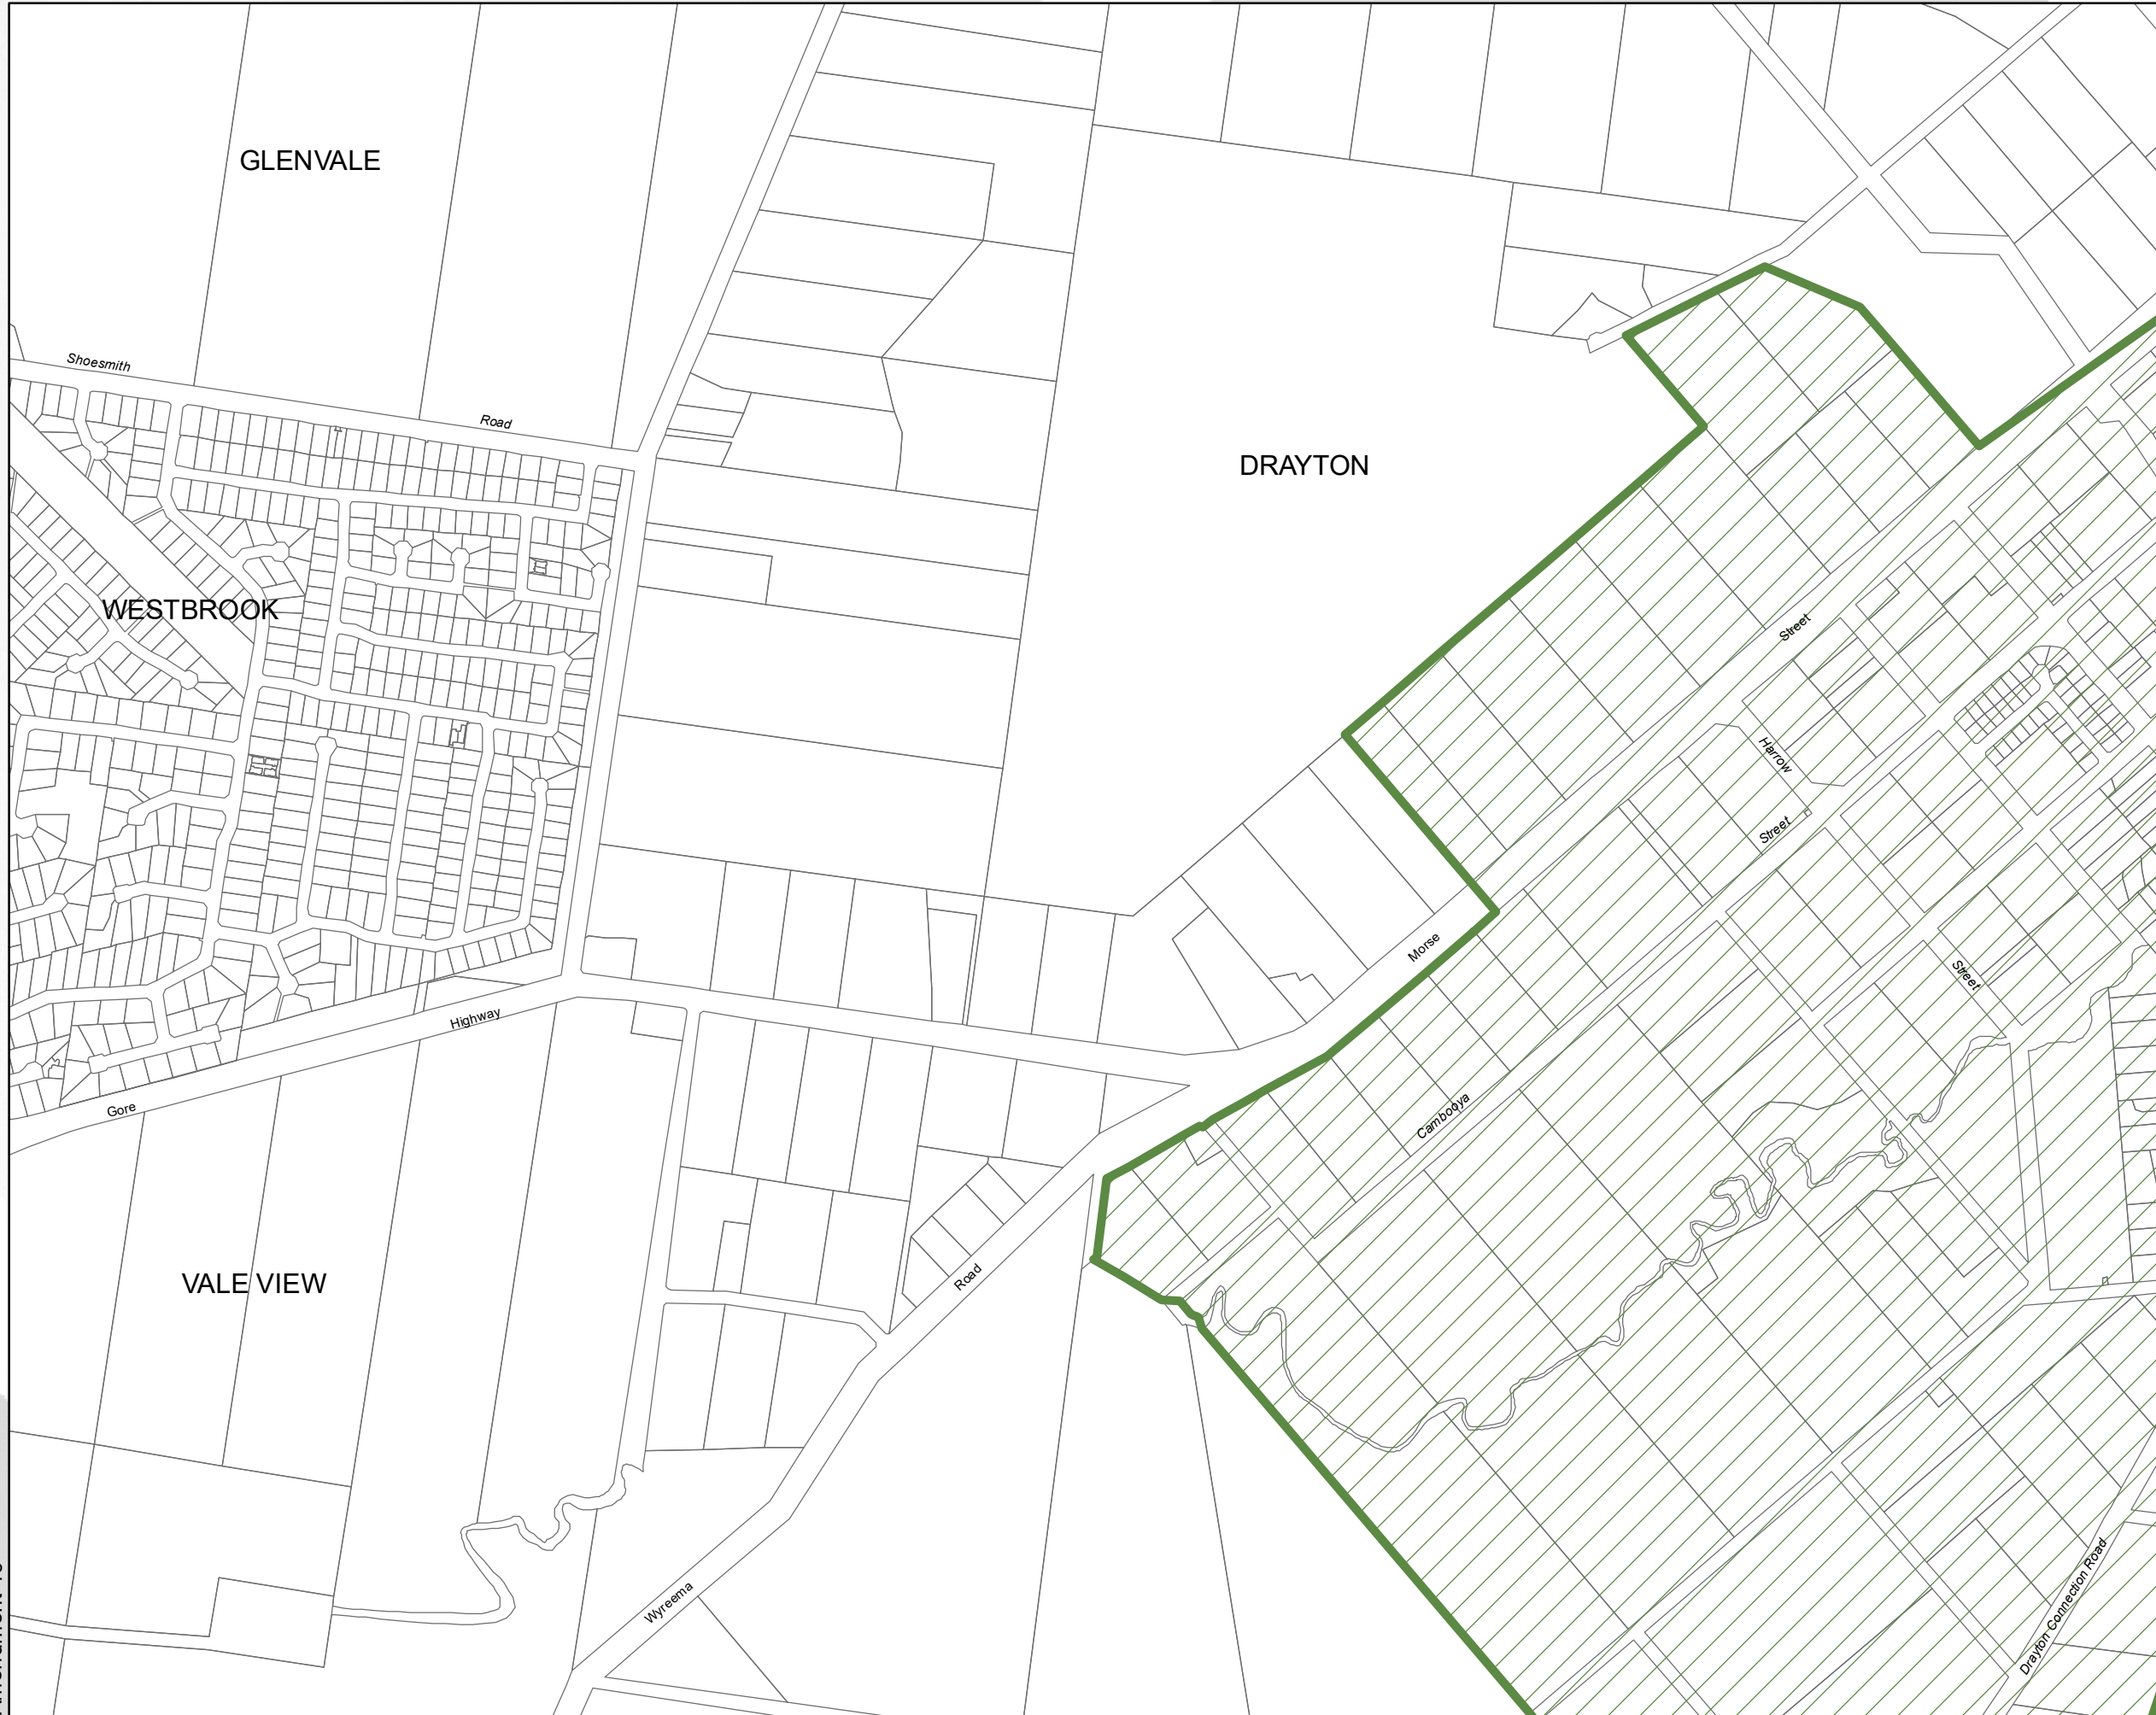 GLENVALE
Shoesmith
Road
DRAYTON
WESTBROOK
Street
Harrow
Street
Morse
Street
Highway
Gore
Cambooya
VALE VIEW
Road
Wyreema
Drayton Connection Road